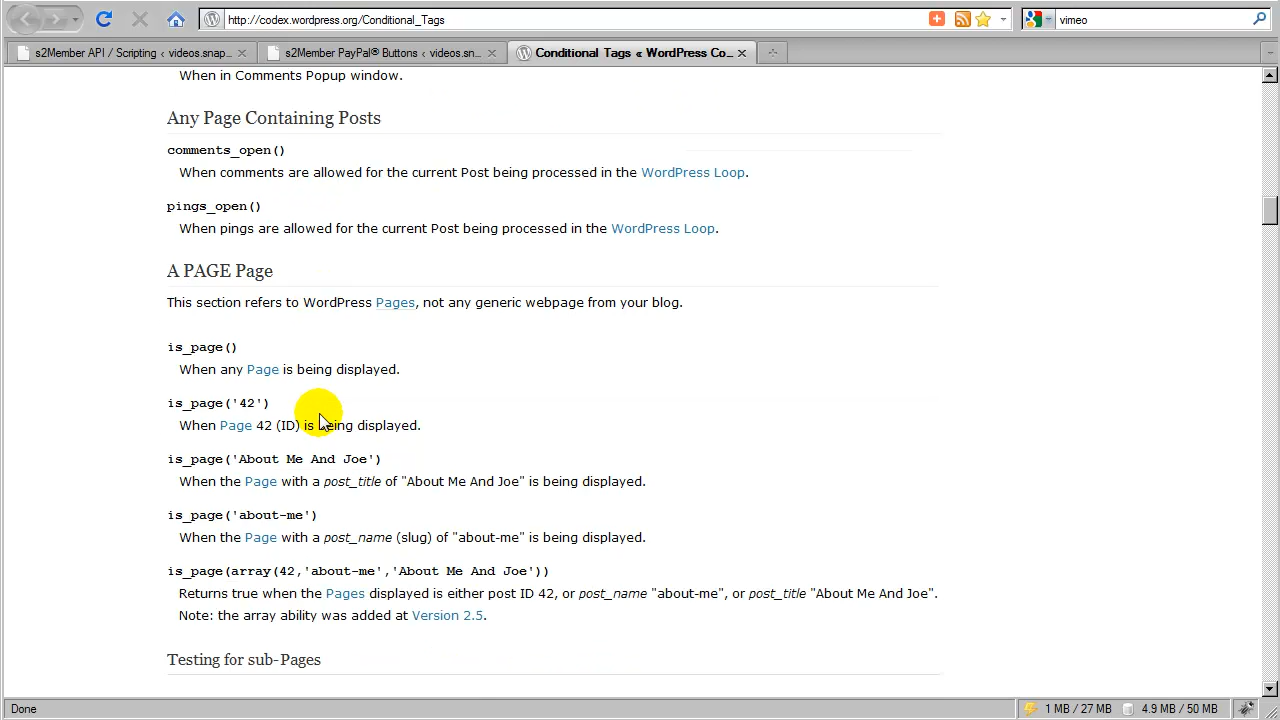 http://codex.wordpress.org/Conditional_Tags
vimeo
s2Member API / Scripting ‹ videos.snap...
s2Member PayPal® Buttons ‹ videos.sn...
Conditional Tags « WordPress Co...
When in Comments Popup window.
Any Page Containing Posts
comments_open()
When comments are allowed for the current Post being processed in the WordPress Loop.
pings_open()
When pings are allowed for the current Post being processed in the WordPress Loop.
A PAGE Page
This section refers to WordPress Pages, not any generic webpage from your blog.
is_page()
When any Page is being displayed.
is_page('42')
When Page 42 (ID) is being displayed.
is_page('About Me And Joe')
When the Page with a post_title of "About Me And Joe" is being displayed.
is_page('about-me')
When the Page with a post_name (slug) of "about-me" is being displayed.
is_page(array(42,'about-me','About Me And Joe'))
Returns true when the Pages displayed is either post ID 42, or post_name "about-me", or post_title "About Me And Joe".
Note: the array ability was added at Version 2.5.
Testing for sub-Pages
Done
1 MB / 27 MB
4.9 MB / 50 MB